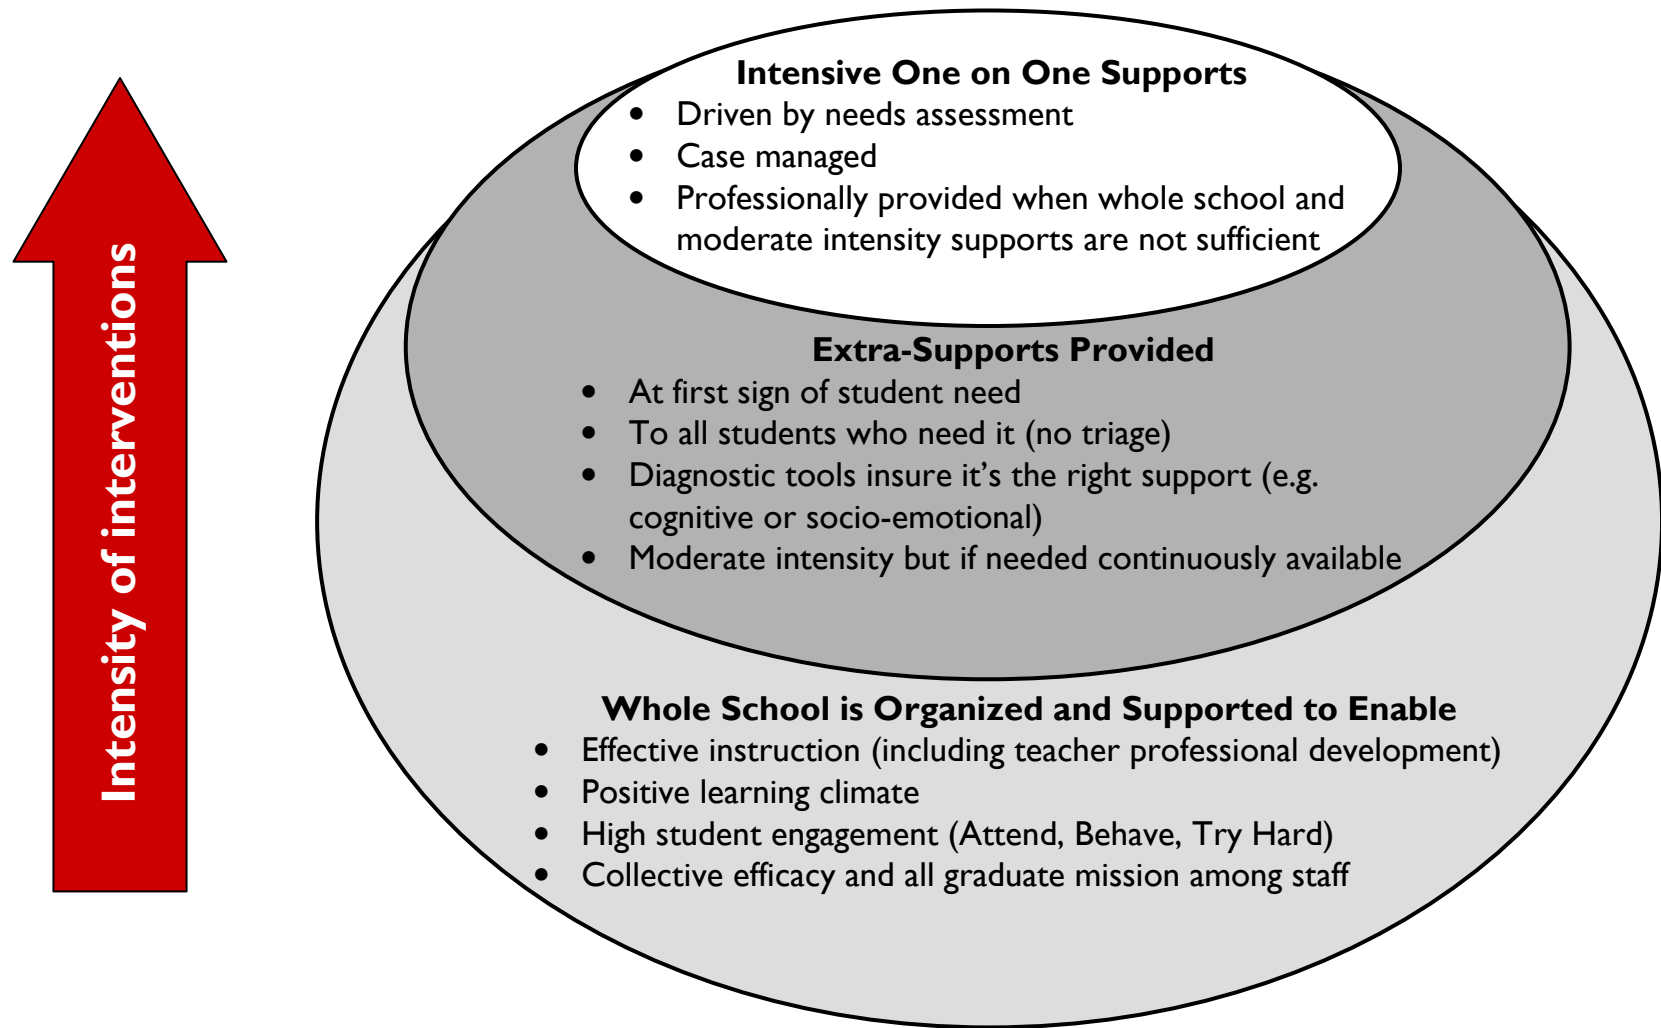 Intensity of interventions
Intensive One on One Supports
• Driven by needs assessment
• Case managed
• Professionally provided when whole school and
moderate intensity supports are not sufficient
Extra-Supports Provided
• At first sign of student need
• To all students who need it (no triage)
• Diagnostic tools insure it’s the right support (e.g.
cognitive or socio-emotional)
• Moderate intensity but if needed continuously available
Whole School is Organized and Supported to Enable
• Effective instruction (including teacher professional development)
• Positive learning climate
• High student engagement (Attend, Behave, Try Hard)
• Collective efficacy and all graduate mission among staff